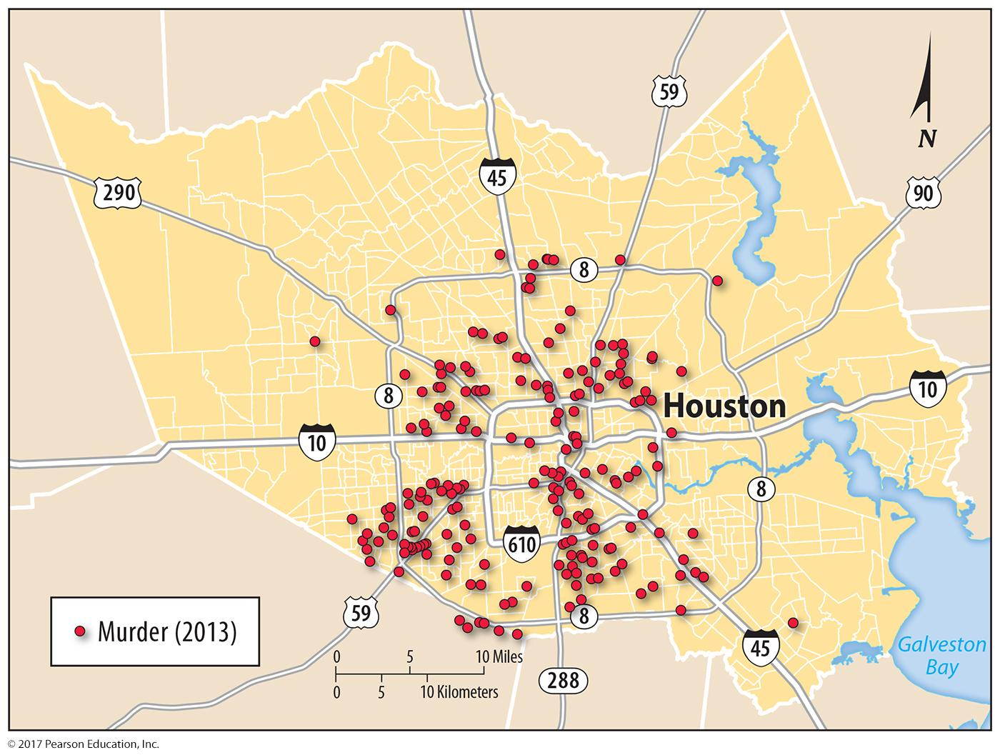 59
N
45
90
290
8
8
10
Houston
10
8
610
59
Murder (2013)
8
45
Galveston
Bay
0 5 10 Miles
0 5 10 Kilometers
288
© 2017 Pearson Education, Inc.